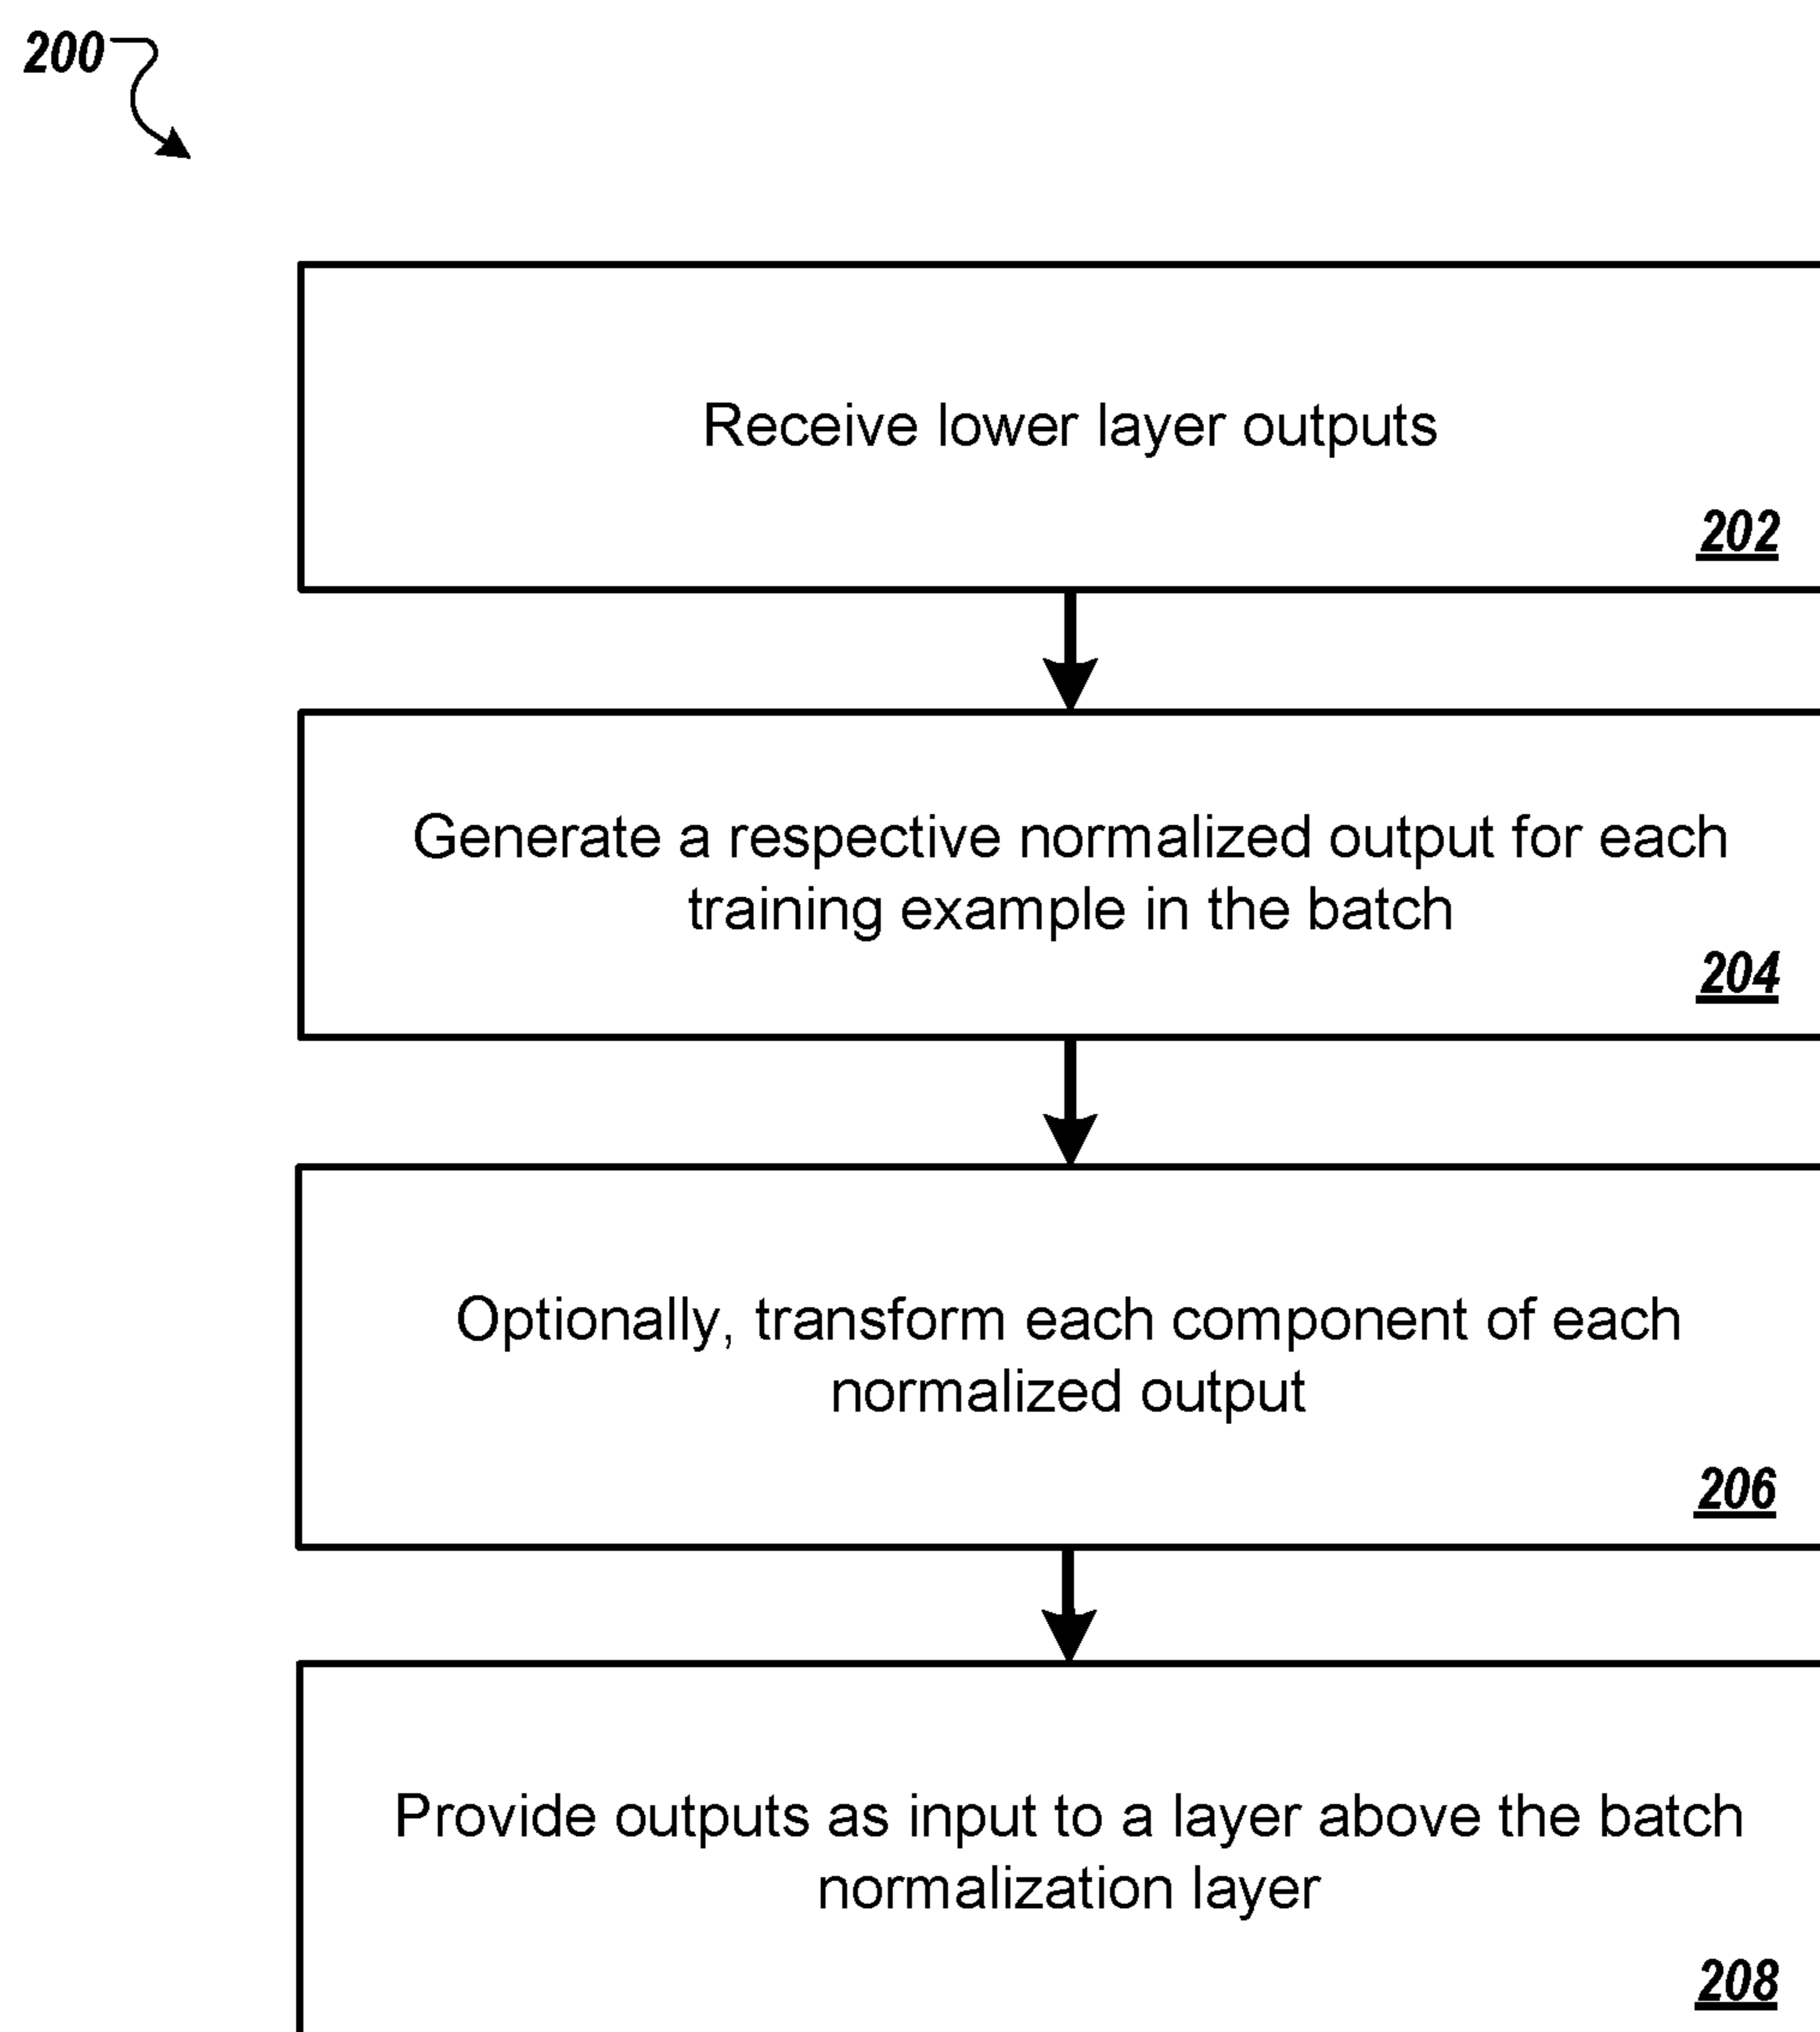 200
Receive lower layer outputs
202
Generate a respective normalized output for each
training example in the batch
204
Optionally, transform each component of each
normalized output
206
Provide outputs as input to a layer above the batch
normalization layer
208